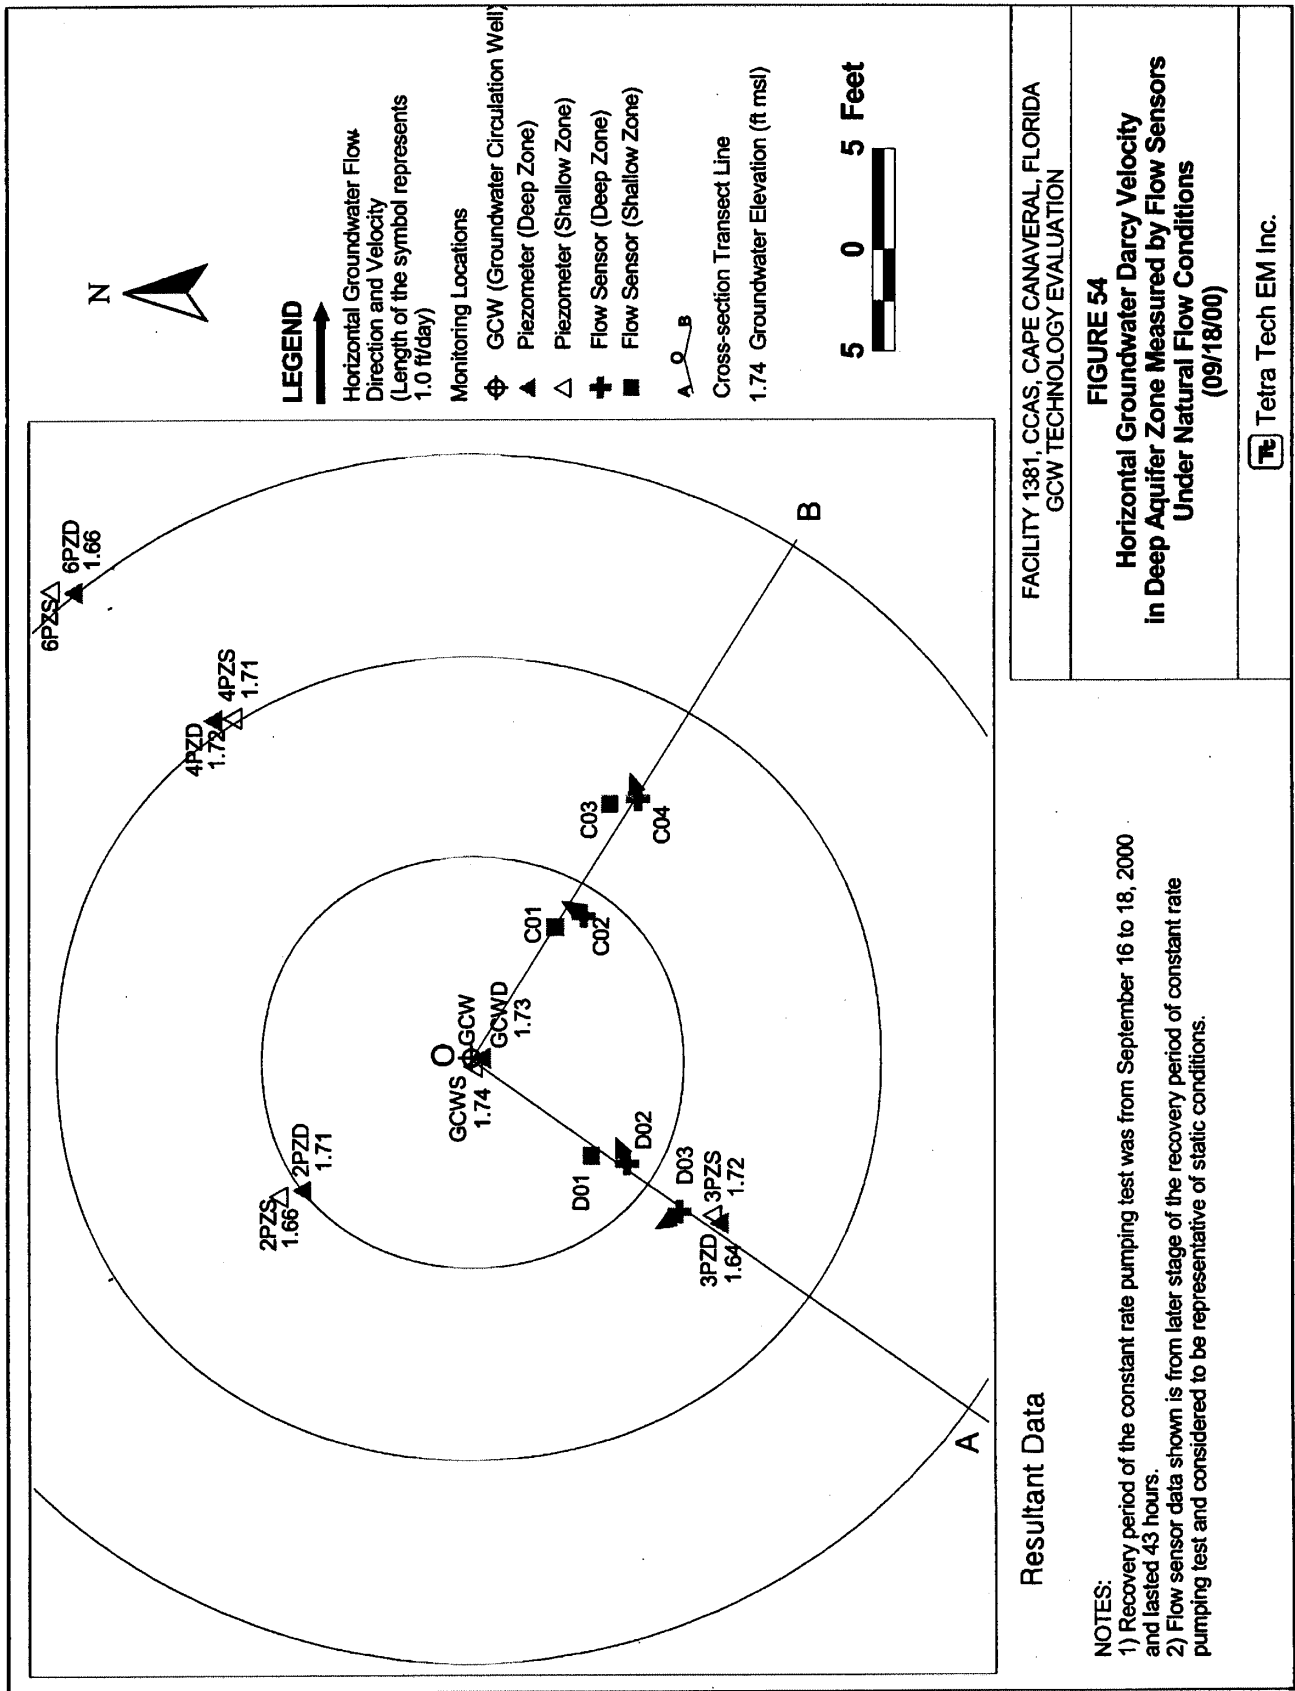 N
LEGEND
Horizontal Groundwater Flow
Direction and Velocity
(Length of the symbol represents
1.0 ft/day)
Monitoring Locations
GCW (Groundwater Circulation Well)
Piezometer (Deep Zone)
Piezometer (Shallow Zone)
Flow Sensor (Deep Zone)
Flow Sensor (Shallow Zone)
A O B
Cross-section Transect Line
1.74 Groundwater Elevation (ft msl)
5 0 5 Feet
6PZS
6PZD
1.66
4PZD
1.72
4PZS
1.71
2PZS
1.66
2PZD
1.71
O
GCW
GCWS
1.74
GCWD
1.73
C01
C02
C03
C04
D01
D02
D03
3PZS
1.72
3PZD
1.64
A
B
Resultant Data
NOTES:
1) Recovery period of the constant rate pumping test was from September 16 to 18, 2000
and lasted 43 hours.
2) Flow sensor data shown is from later stage of the recovery period of constant rate
pumping test and considered to be representative of static conditions.
FACILITY 1381, CCAS, CAPE CANAVERAL, FLORIDA
GCW TECHNOLOGY EVALUATION
FIGURE 54
Horizontal Groundwater Darcy Velocity
in Deep Aquifer Zone Measured by Flow Sensors
Under Natural Flow Conditions
(09/18/00)
Tt Tetra Tech EM Inc.